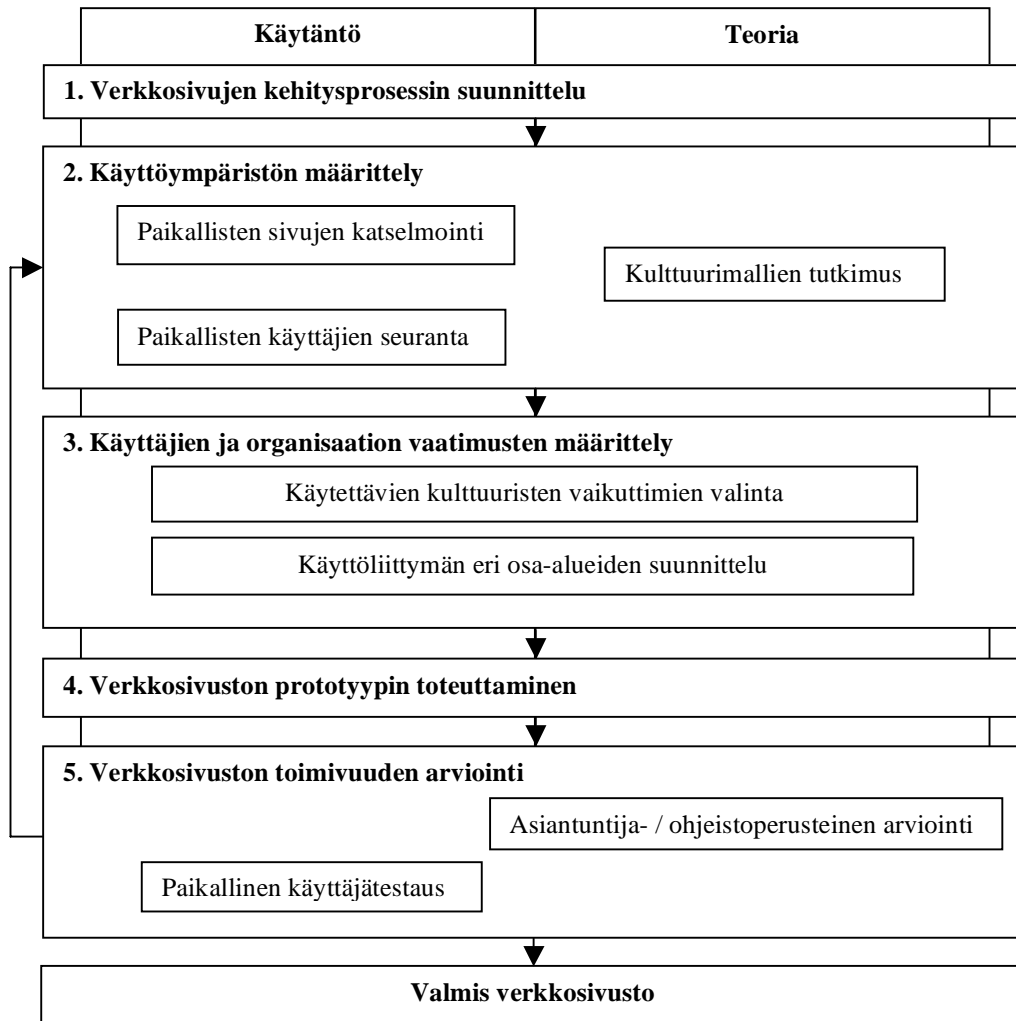 Käytäntö
Teoria
1. Verkkosivujen kehitysprosessin suunnittelu
2. Käyttöympäristön määrittely
Paikallisten sivujen katselmointi
Kulttuurimallien tutkimus
Paikallisten käyttäjien seuranta
3. Käyttäjien ja organisaation vaatimusten määrittely
Käytettävien kulttuuristen vaikuttimien valinta
Käyttöliittymän eri osa-alueiden suunnittelu
4. Verkkosivuston prototyypin toteuttaminen
5. Verkkosivuston toimivuuden arviointi
Asiantuntija- / ohjeistoperusteinen arviointi
Paikallinen käyttäjätestaus
Valmis verkkosivusto